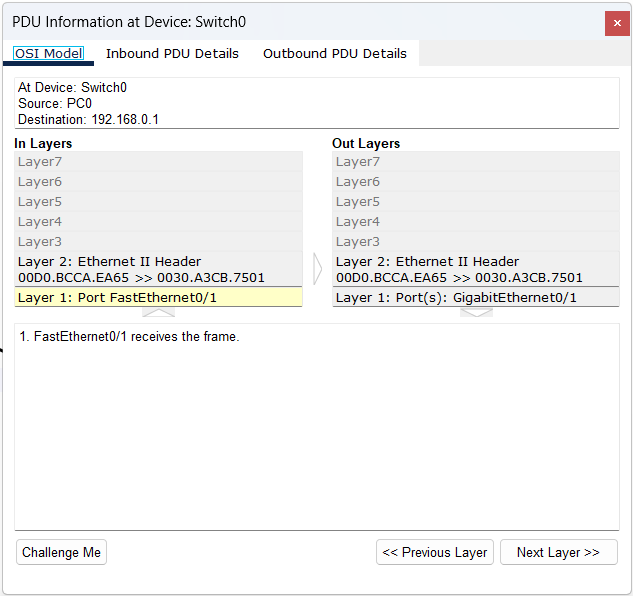 PDU Information at Device: Switch0
OSI Model Inbound PDU Details Outbound PDU Details
At Device: Switch0
Source: PC0
Destination: 192.168.0.1
In Layers
Layer7
Layer6
Layer5
Layer4
Layer3
Layer 2: Ethernet II Header
00D0.BCCA.EA65 >> 0030.A3CB.7501
Layer 1: Port FastEthernet0/1
Out Layers
Layer7
Layer6
Layer5
Layer4
Layer3
Layer 2: Ethernet II Header
00D0.BCCA.EA65 >> 0030.A3CB.7501
Layer 1: Port(s): GigabitEthernet0/1
1. FastEthernet0/1 receives the frame.
Challenge Me << Previous Layer Next Layer >>